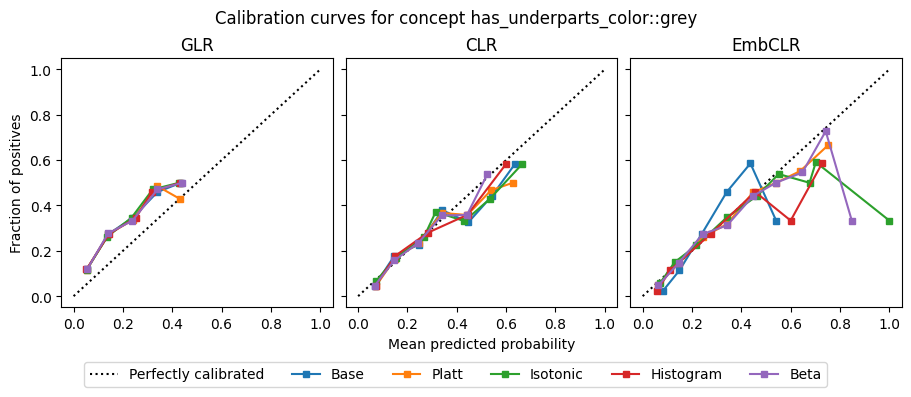 Calibration curves for concept has_underparts_color::grey
GLR
CLR
EmbCLR
Fraction of positives
1.0
0.8
0.6
0.4
0.2
0.0
0.0 0.2 0.4 0.6 0.8 1.0
0.0 0.2 0.4 0.6 0.8 1.0
0.0 0.2 0.4 0.6 0.8 1.0
Mean predicted probability
Perfectly calibrated Base Platt Isotonic Histogram Beta